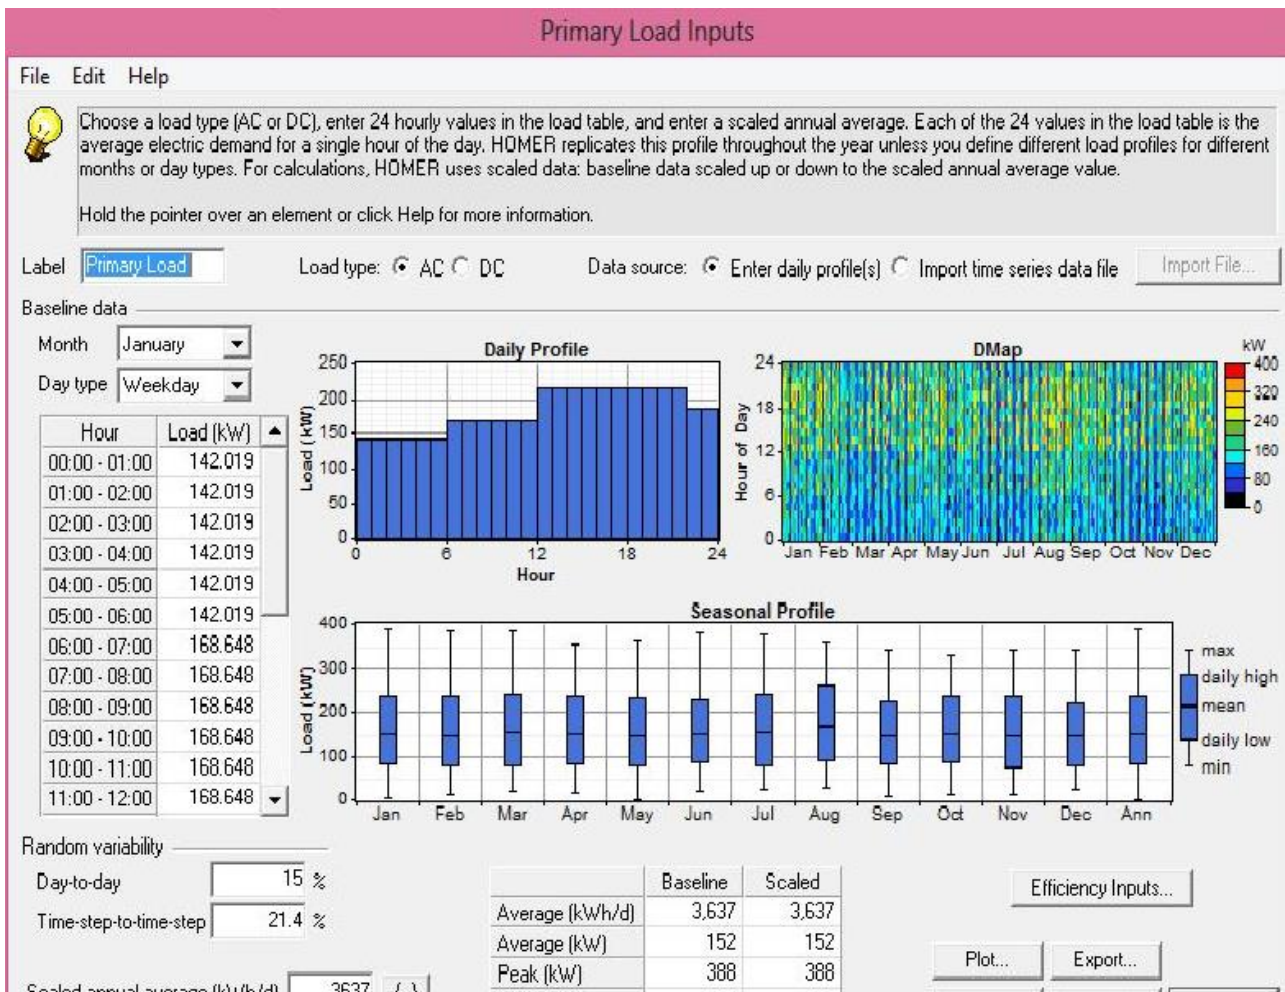 Primary Load Inputs
File Edit Help
Choose a load type (AC or DC), enter 24 hourly values in the load table, and enter a scaled annual average. Each of the 24 values in the load table is the
average electric demand for a single hour of the day. HOMER replicates this profile throughout the year unless you define different load profiles for different
months or day types. For calculations, HOMER uses scaled data: baseline data scaled up or down to the scaled annual average value.
Hold the pointer over an element or click Help for more information.
Label Primary Load Load type: AC DC Data source: Enter daily profile(s) Import time series data file Import File...
Baseline data
Month January
Day type Weekday
Hour Load (kW)
00:00 - 01:00 142.019
01:00 - 02:00 142.019
02:00 - 03:00 142.019
03:00 - 04:00 142.019
04:00 - 05:00 142.019
05:00 - 06:00 142.019
06:00 - 07:00 168.648
07:00 - 08:00 168.648
08:00 - 09:00 168.648
09:00 - 10:00 168.648
10:00 - 11:00 168.648
11:00 - 12:00 168.648
Daily Profile
Load (kW)
250
200
150
100
50
0
0 6 12 18 24
Hour
DMap
Hour of Day
24
18
12
6
0
Jan Feb Mar Apr May Jun Jul Aug Sep Oct Nov Dec
kW
400
320
240
160
80
0
Seasonal Profile
Load (kW)
400
300
200
100
0
Jan Feb Mar Apr May Jun Jul Aug Sep Oct Nov Dec Ann
max
daily high
mean
daily low
min
Random variability
Day-to-day 15 %
Time-step-to-time-step 21.4 %
Scaled annual average (kWh/d) 3637 {..}
Baseline Scaled
Average (kWh/d) 3,637 3,637
Average (kW) 152 152
Peak (kW) 388 388
Efficiency Inputs...
Plot... Export...